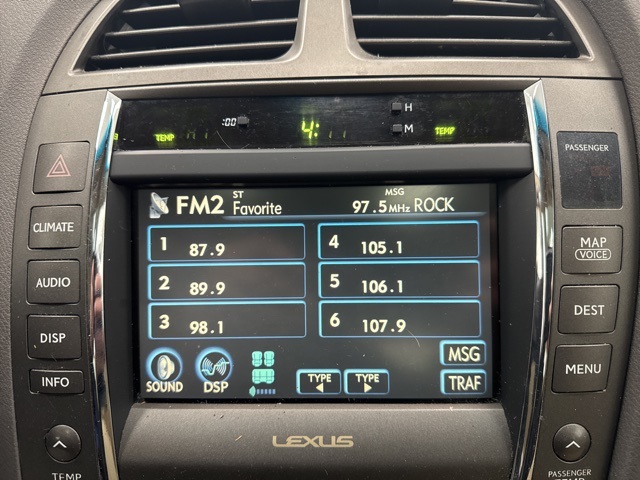 :00
H
4:11
M
TEMP
TEMP
PASSENGER
CLIMATE
AUDIO
DISP
INFO
TEMP
FM2
ST
Favorite
MSG
97.5MHz ROCK
1 87.9
2 89.9
3 98.1
4 105.1
5 106.1
6 107.9
SOUND
DSP
TYPE
TYPE
MSG
TRAF
LEXUS
MAP
VOICE
DEST
MENU
PASSENGER